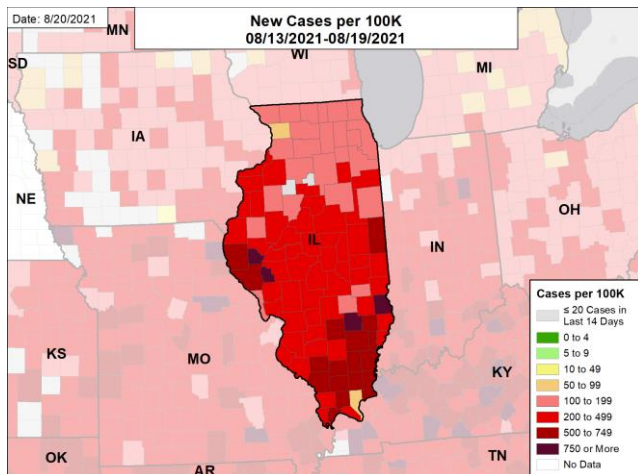 Date: 8/20/2021
New Cases per 100K
08/13/2021-08/19/2021
MN
WI
SD
MI
IA
NE
OH
IL
IN
KS
MO
KY
OK
AR
TN
Cases per 100K
≤ 20 Cases in
Last 14 Days
0 to 4
5 to 9
10 to 49
50 to 99
100 to 199
200 to 499
500 to 749
750 or More
No Data